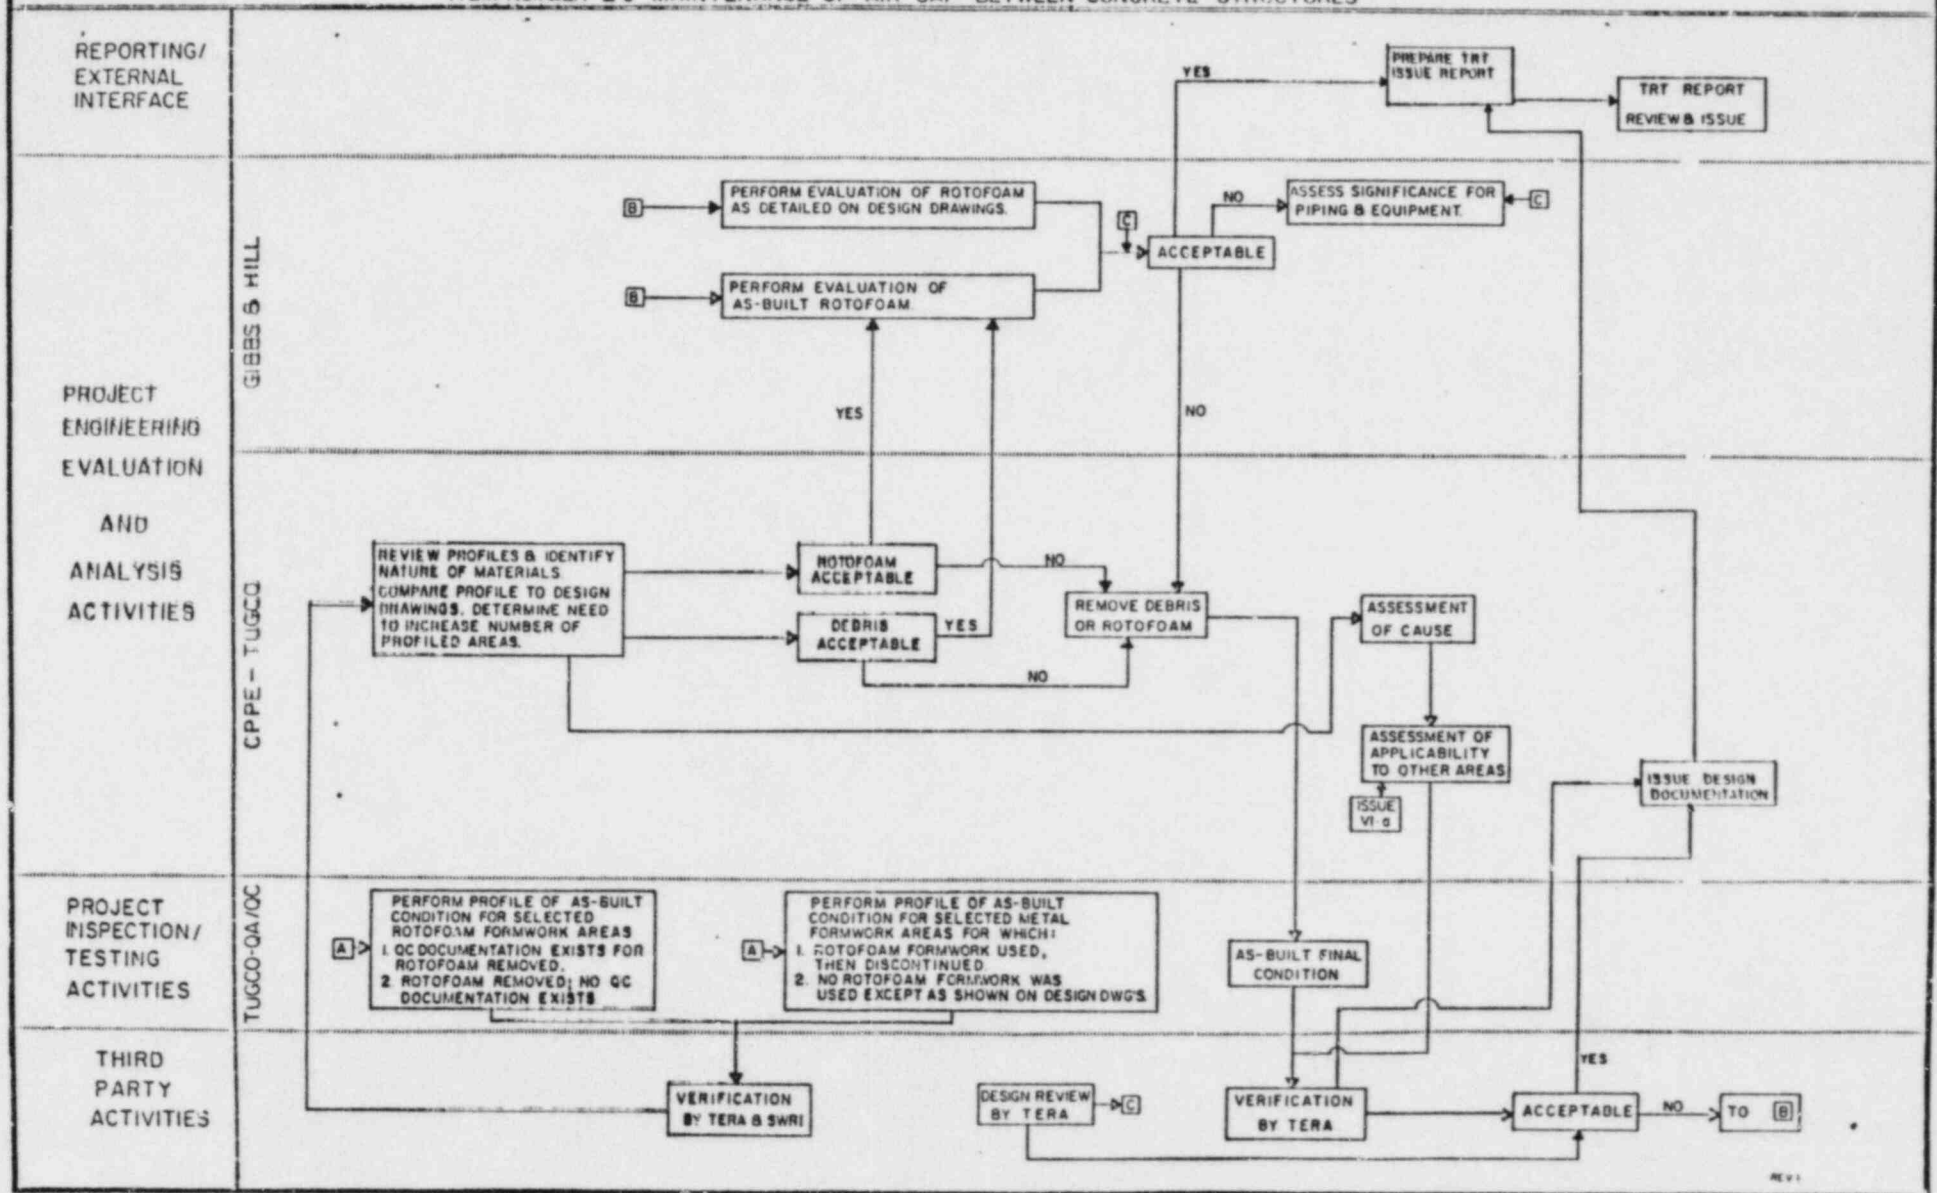 MAINTENANCE OF AIR GAP BETWEEN CONCRETE STRUCTURES
REPORTING/
EXTERNAL
INTERFACE
PREPARE TRT
ISSUE REPORT
YES
TRT REPORT
REVIEW & ISSUE
GIBBS & HILL
B
PERFORM EVALUATION OF ROTOFOAM
AS DETAILED ON DESIGN DRAWINGS.
C
ACCEPTABLE
NO
ASSESS SIGNIFICANCE FOR
PIPING & EQUIPMENT.
C
B
PERFORM EVALUATION OF
AS-BUILT ROTOFOAM.
YES
NO
PROJECT
ENGINEERING
EVALUATION
AND
ANALYSIS
ACTIVITIES
CPPE - TUGCO
REVIEW PROFILES & IDENTIFY
NATURE OF MATERIALS.
COMPARE PROFILE TO DESIGN
DRAWINGS. DETERMINE NEED
TO INCREASE NUMBER OF
PROFILED AREAS.
ROTOFOAM
ACCEPTABLE
NO
DEBRIS
ACCEPTABLE
YES
NO
REMOVE DEBRIS
OR ROTOFOAM
ASSESSMENT
OF CAUSE
ASSESSMENT OF
APPLICABILITY
TO OTHER AREAS
ISSUE
VI-a
ISSUE DESIGN
DOCUMENTATION
PROJECT
INSPECTION/
TESTING
ACTIVITIES
TUGCO-QA/QC
A
PERFORM PROFILE OF AS-BUILT
CONDITION FOR SELECTED
ROTOFOAM FORMWORK AREAS
1. QC DOCUMENTATION EXISTS FOR
ROTOFOAM REMOVED.
2. ROTOFOAM REMOVED; NO QC
DOCUMENTATION EXISTS
A
PERFORM PROFILE OF AS-BUILT
CONDITION FOR SELECTED METAL
FORMWORK AREAS FOR WHICH:
1. ROTOFOAM FORMWORK USED,
THEN DISCONTINUED.
2. NO ROTOFOAM FORMWORK WAS
USED EXCEPT AS SHOWN ON DESIGN DWG'S.
AS-BUILT FINAL
CONDITION
THIRD
PARTY
ACTIVITIES
VERIFICATION
BY TERA & SWRI
DESIGN REVIEW
BY TERA
C
VERIFICATION
BY TERA
YES
ACCEPTABLE
NO
TO B
REV 1